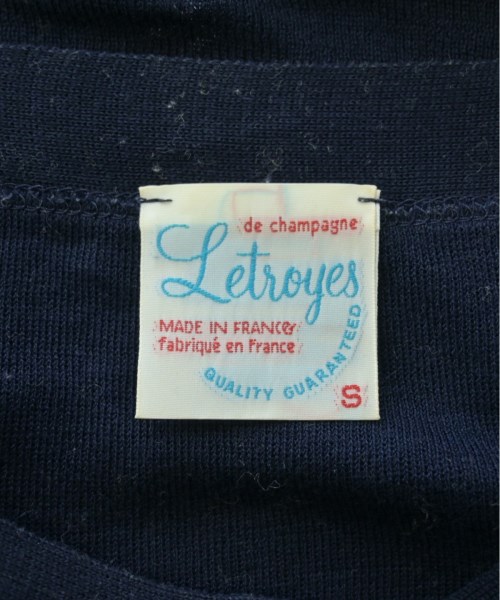 de champagne
Letroyes
MADE IN FRANCE
fabriqué en France
QUALITY GUARANTEED
S